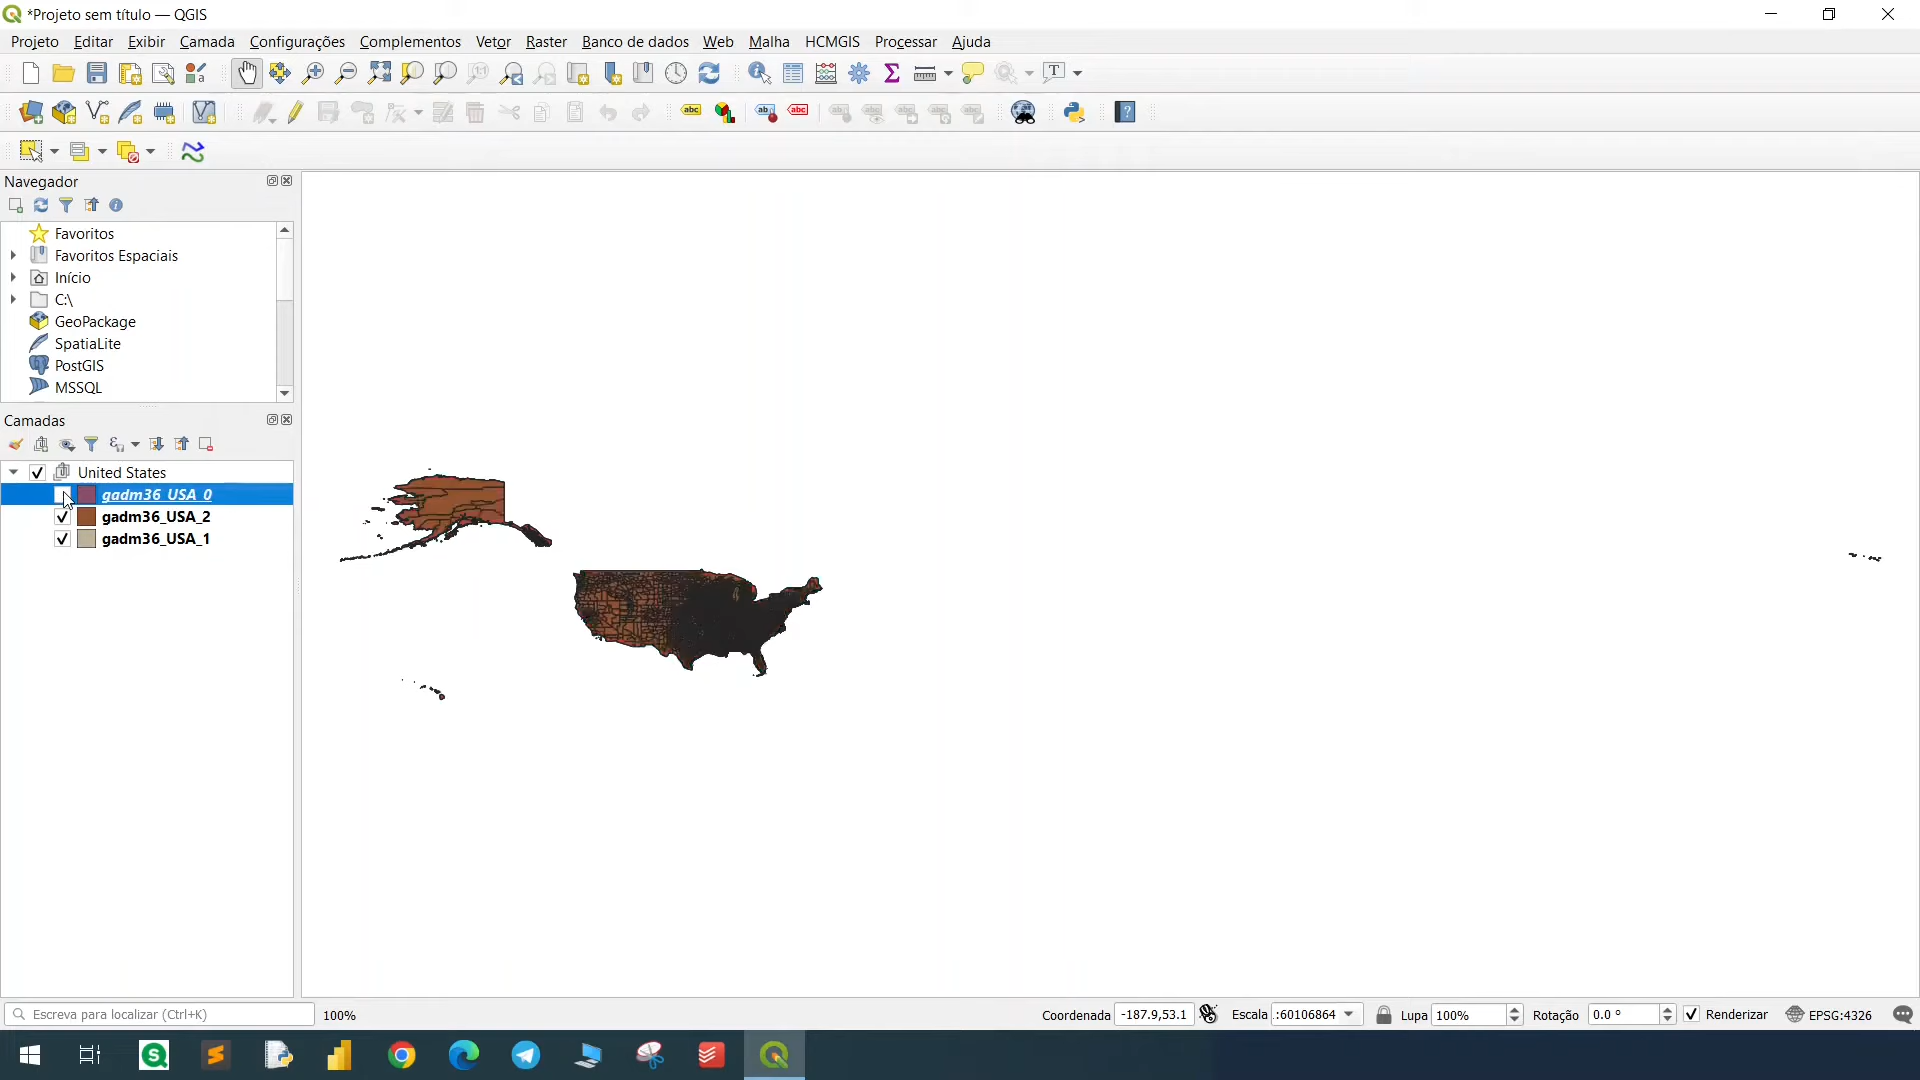 *Projeto sem título — QGIS
Projeto Editar Exibir Camada Configurações Complementos Vetor Raster Banco de dados Web Malha HCMGIS Processar Ajuda
Navegador
Favoritos
Favoritos Espaciais
Início
C:\
GeoPackage
SpatiaLite
PostGIS
MSSQL
Camadas
United States
gadm36_USA_0
gadm36_USA_2
gadm36_USA_1
Escreva para localizar (Ctrl+K) 100% Coordenada -187.9,53.1 Escala :60106864 Lupa 100% Rotação 0.0 ° Renderizar EPSG:4326